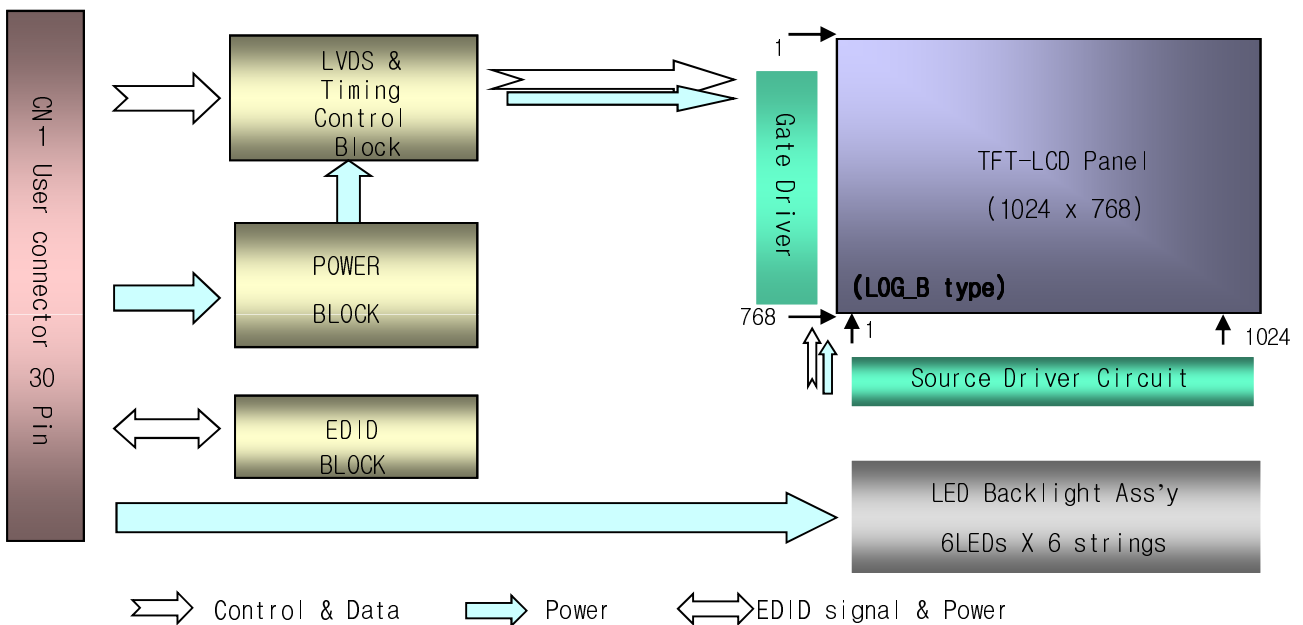 CN-1 User connector 30 Pin
LVDS &
Timing
Control
Block
POWER
BLOCK
EDID
BLOCK
1
Gate Driver
768
TFT-LCD Panel
(1024 x 768)
(LOG_B type)
1
1024
Source Driver Circuit
LED Backlight Ass'y
6LEDs X 6 strings
Control & Data
Power
EDID signal & Power